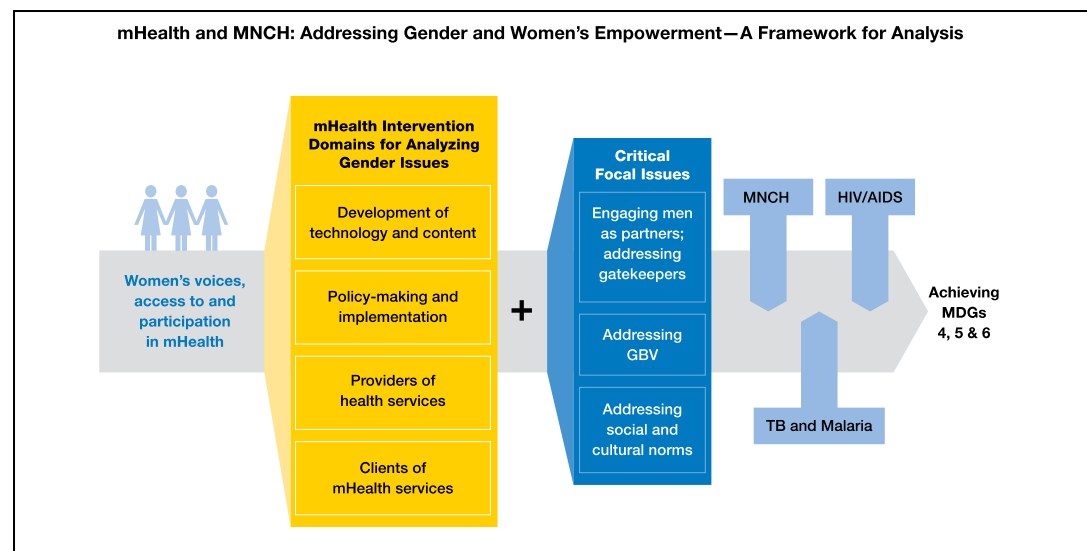 mHealth and MNCH: Addressing Gender and Women’s Empowerment—A Framework for Analysis
Women’s voices,
access to and
participation
in mHealth
mHealth Intervention
Domains for Analyzing
Gender Issues
Development of
technology and content
Policy-making and
implementation
Providers of
health services
Clients of
mHealth services
+
Critical
Focal Issues
Engaging men
as partners;
addressing
gatekeepers
Addressing
GBV
Addressing
social and
cultural norms
MNCH
HIV/AIDS
TB and Malaria
Achieving
MDGs
4, 5 & 6